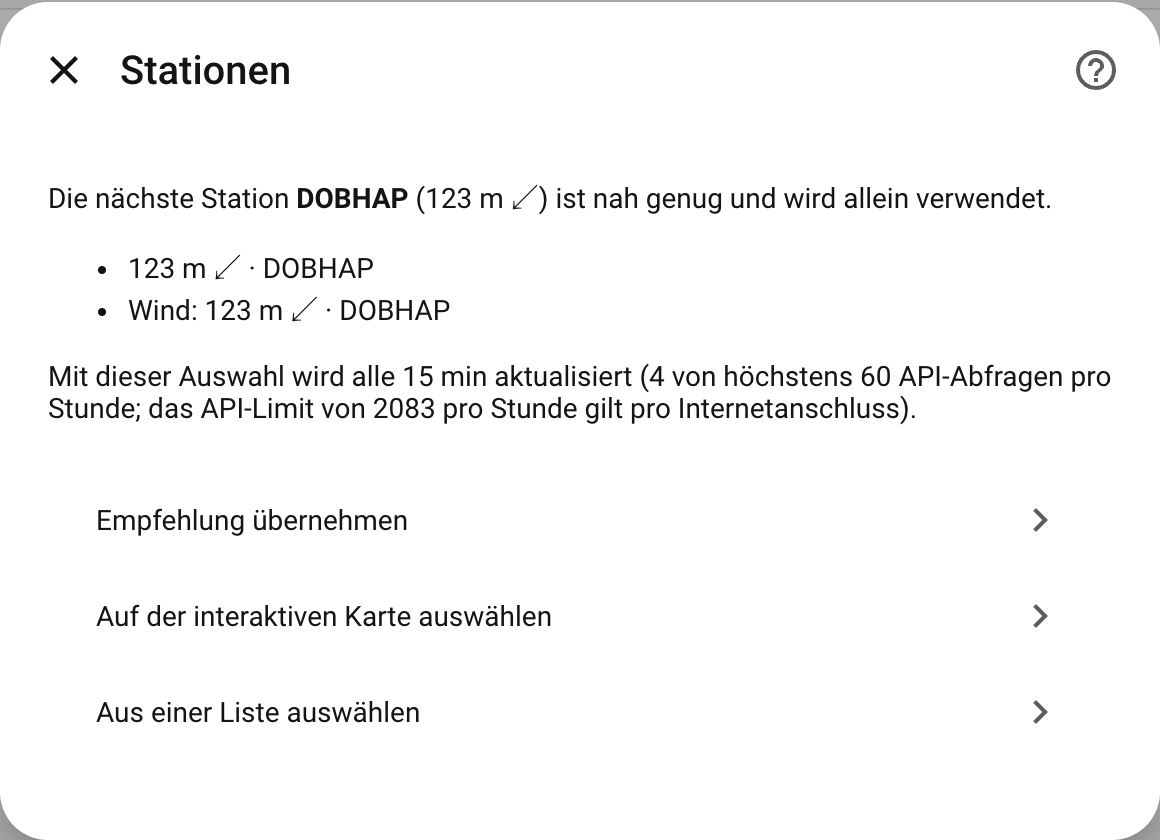 Stationen
Die nächste Station DOBHAP (123 m ↙) ist nah genug und wird allein verwendet.
• 123 m ↙ · DOBHAP
• Wind: 123 m ↙ · DOBHAP
Mit dieser Auswahl wird alle 15 min aktualisiert (4 von höchstens 60 API-Abfragen pro
Stunde; das API-Limit von 2083 pro Stunde gilt pro Internetanschluss).
Empfehlung übernehmen
Auf der interaktiven Karte auswählen
Aus einer Liste auswählen